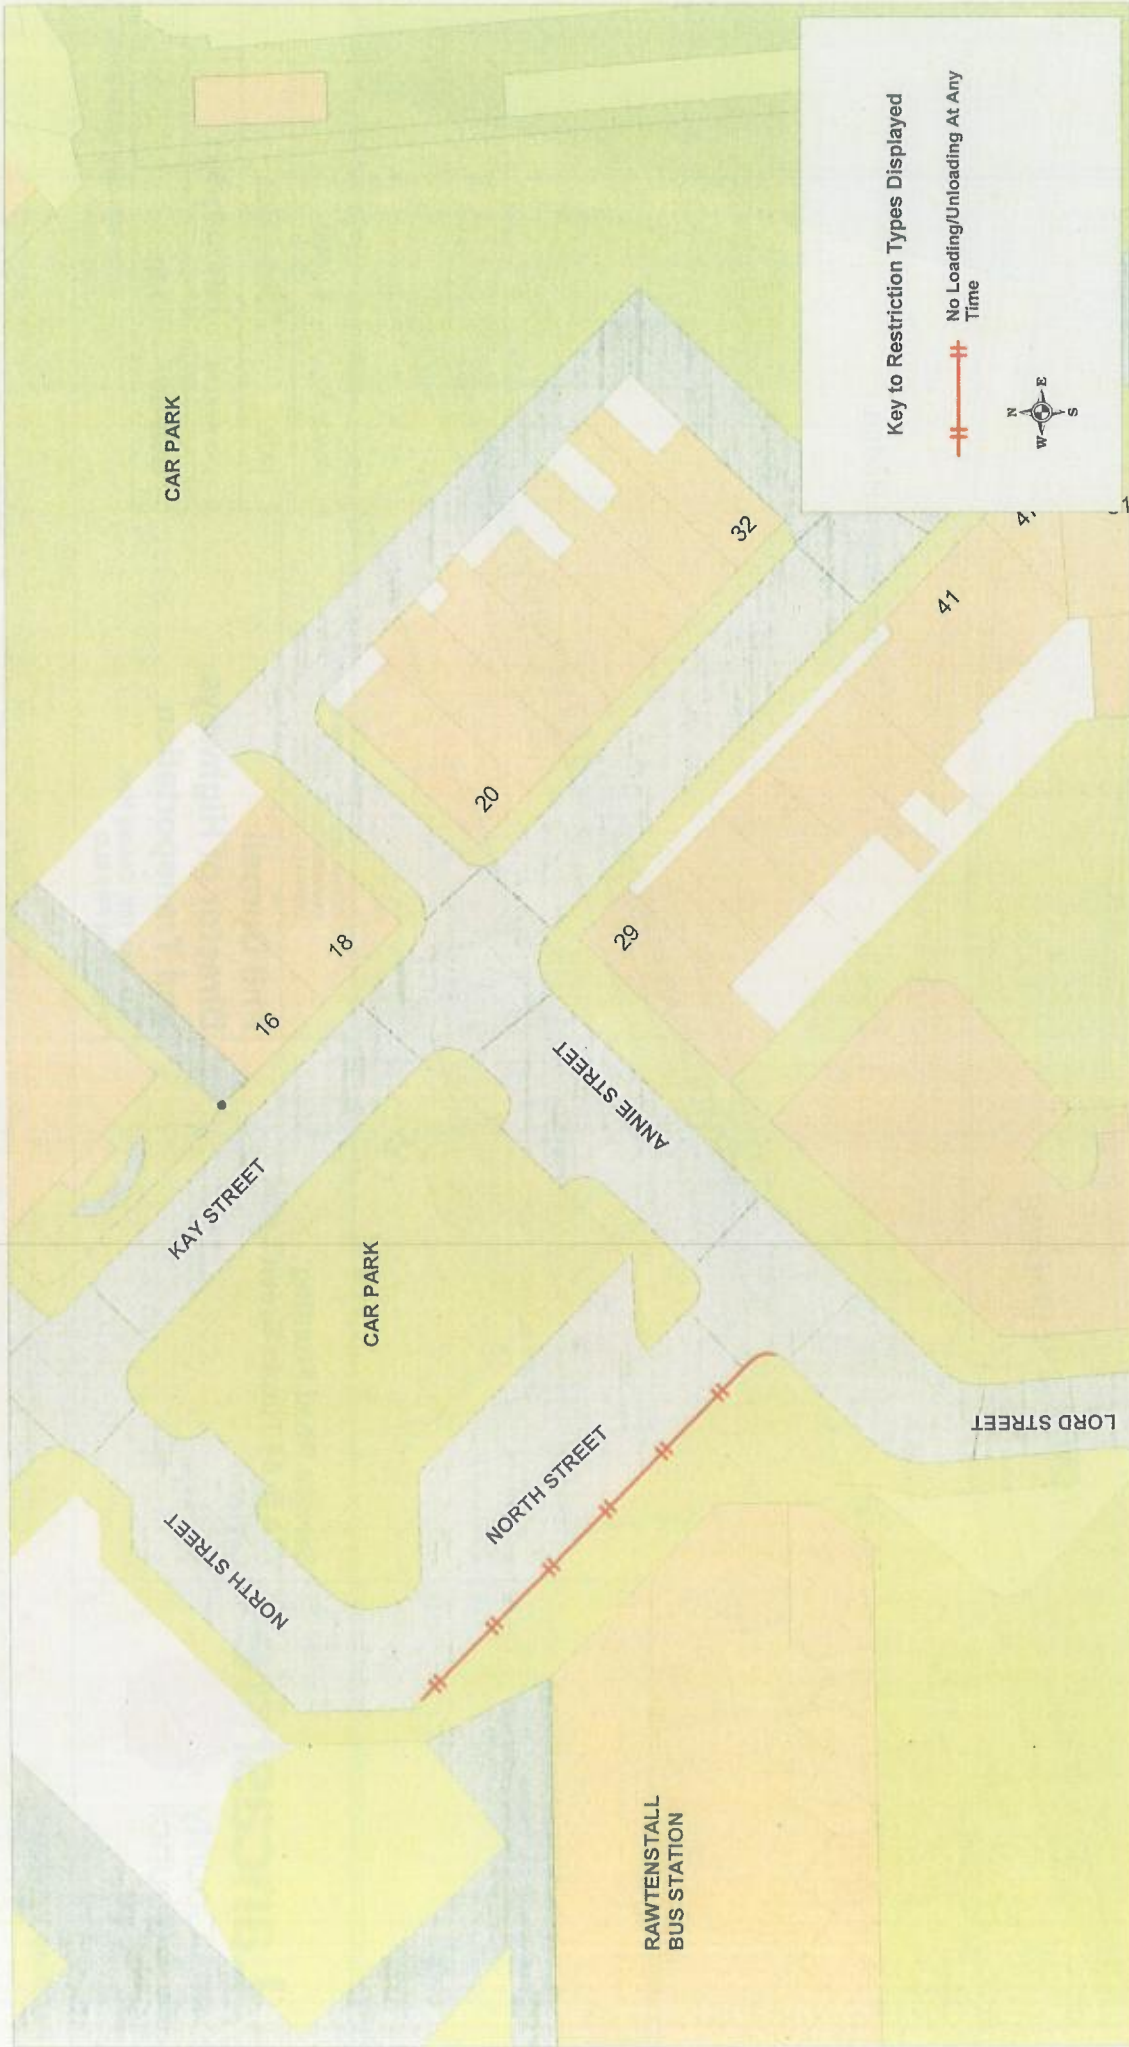 CAR PARK
Key to Restriction Types Displayed
No Loading/Unloading At Any
Time
N
W
E
S
32
41
20
18
29
16
ANNIE STREET
KAY STREET
CAR PARK
LORD STREET
NORTH STREET
NORTH STREET
RAWTENSTALL
BUS STATION